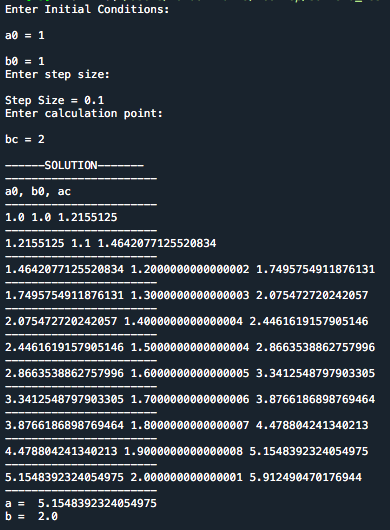 Enter Initial Conditions:
a0 = 1
b0 = 1
Enter step size:
Step Size = 0.1
Enter calculation point:
bc = 2
------SOLUTION-------
-----------------------
a0, b0, ac
-----------------------
1.0 1.0 1.2155125
-----------------------
1.2155125 1.1 1.4642077125520834
-----------------------
1.4642077125520834 1.2000000000000002 1.7495754911876131
-----------------------
1.7495754911876131 1.3000000000000003 2.075472720242057
-----------------------
2.075472720242057 1.4000000000000004 2.4461619157905146
-----------------------
2.4461619157905146 1.5000000000000004 2.8663538862757996
-----------------------
2.8663538862757996 1.6000000000000005 3.3412548797903305
-----------------------
3.3412548797903305 1.7000000000000006 3.8766186898769464
-----------------------
3.8766186898769464 1.8000000000000007 4.478804241340213
-----------------------
4.478804241340213 1.9000000000000008 5.1548392324054975
-----------------------
5.1548392324054975 2.000000000000001 5.912490470176944
-----------------------
a =  5.1548392324054975
b =  2.0